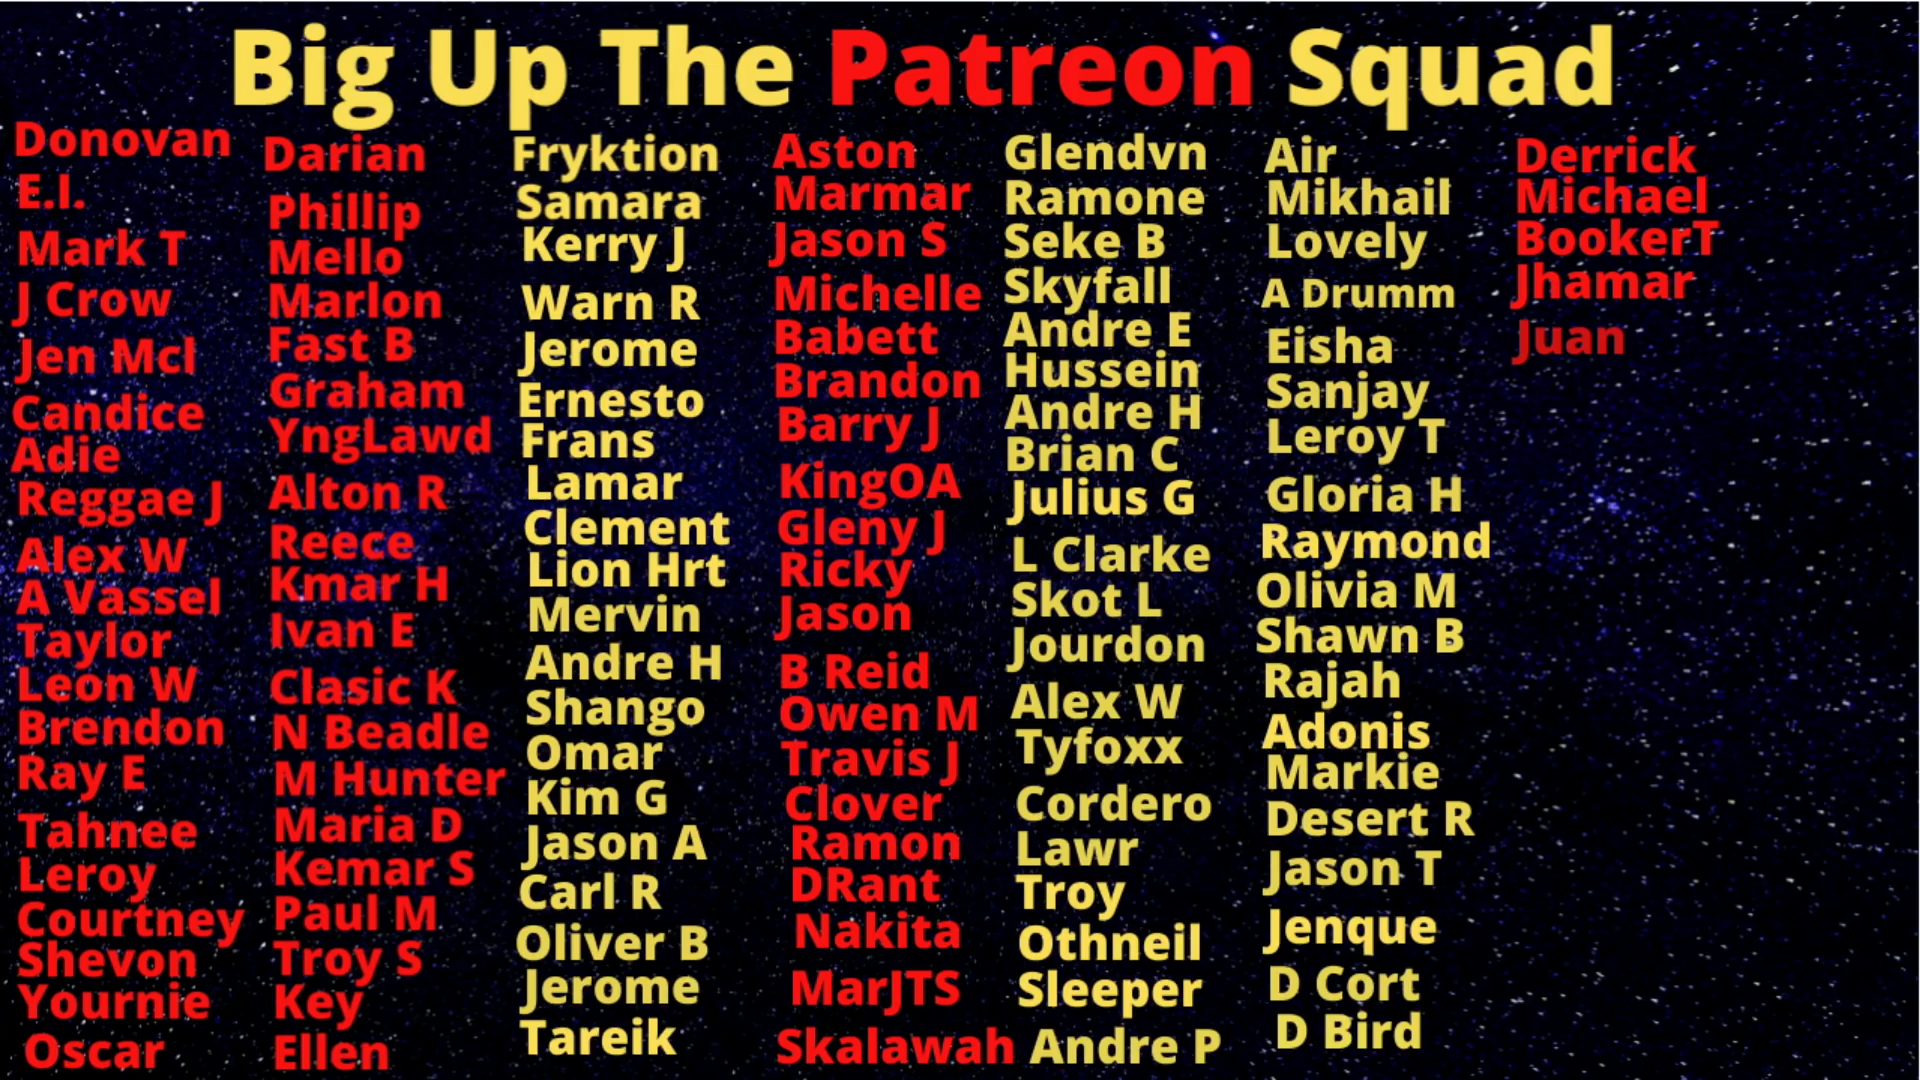 Big Up The Patreon Squad
Donovan
E.I.
Mark T
J Crow
Jen Mcl
Candice
Adie
Reggae J
Alex W
A Vassel
Taylor
Leon W
Brendon
Ray E
Tahnee
Leroy
Courtney
Shevon
Yournie
Oscar
Darian
Phillip
Mello
Marlon
Fast B
Graham
YngLawd
Alton R
Reece
Kmar H
Ivan E
Clasic K
N Beadle
M Hunter
Maria D
Kemar S
Paul M
Troy S
Key
Ellen
Fryktion
Samara
Kerry J
Warn R
Jerome
Ernesto
Frans
Lamar
Clement
Lion Hrt
Mervin
Andre H
Shango
Omar
Kim G
Jason A
Carl R
Oliver B
Jerome
Tareik
Aston
Marmar
Jason S
Michelle
Babett
Brandon
Barry J
KingOA
Gleny J
Ricky
Jason
B Reid
Owen M
Travis J
Clover
Ramon
DRant
Nakita
MarJTS
Skalawah
Glendvn
Ramone
Seke B
Skyfall
Andre E
Hussein
Andre H
Brian C
Julius G
L Clarke
Skot L
Jourdon
Alex W
Tyfoxx
Cordero
Lawr
Troy
Othneil
Sleeper
Andre P
Air
Mikhail
Lovely
A Drumm
Eisha
Sanjay
Leroy T
Gloria H
Raymond
Olivia M
Shawn B
Rajah
Adonis
Markie
Desert R
Jason T
Jenque
D Cort
D Bird
Derrick
Michael
BookerT
Jhamar
Juan